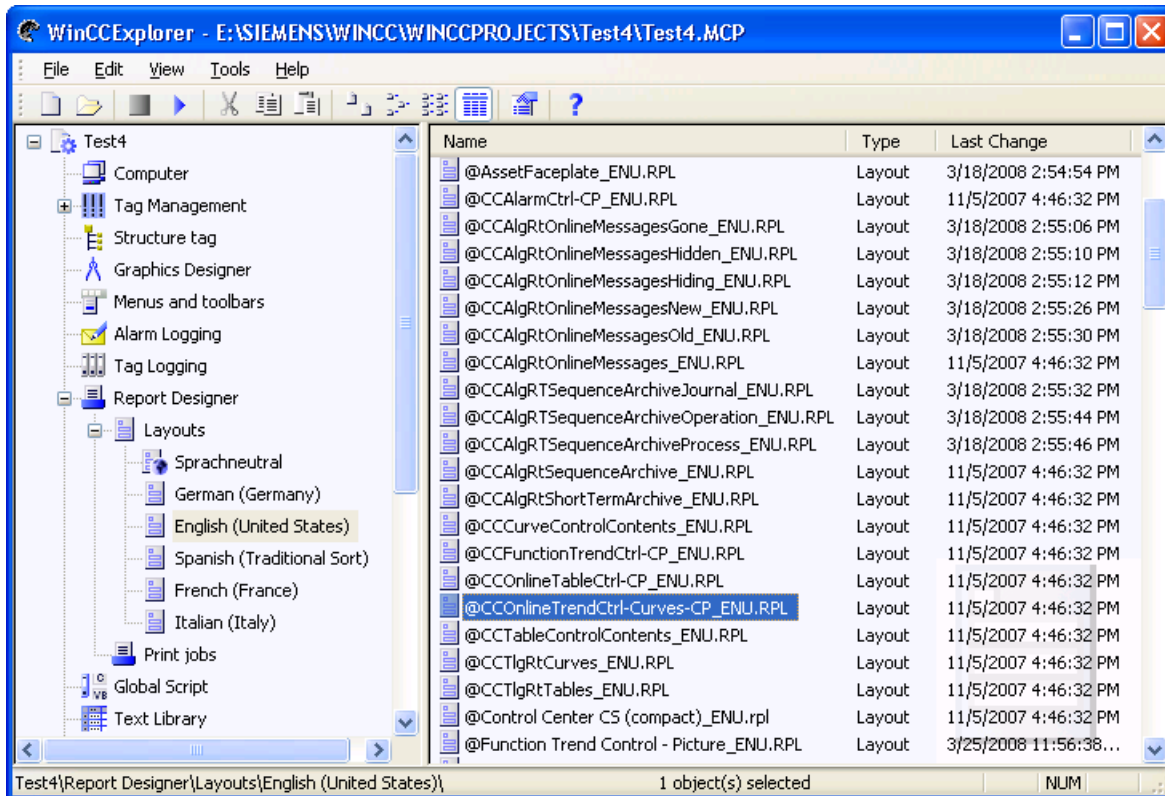 WinCCExplorer - E:\SIEMENS\WINCC\WINCCPROJECTS\Test4\Test4.MCP
File Edit View Tools Help
Test4
Computer
Tag Management
Structure tag
Graphics Designer
Menus and toolbars
Alarm Logging
Tag Logging
Report Designer
Layouts
Sprachneutral
German (Germany)
English (United States)
Spanish (Traditional Sort)
French (France)
Italian (Italy)
Print jobs
Global Script
Text Library
Name Type Last Change
@AssetFaceplate_ENU.RPL Layout 3/18/2008 2:54:54 PM
@CCAlarmCtrl-CP_ENU.RPL Layout 11/5/2007 4:46:32 PM
@CCAlgRtOnlineMessagesGone_ENU.RPL Layout 3/18/2008 2:55:06 PM
@CCAlgRtOnlineMessagesHidden_ENU.RPL Layout 3/18/2008 2:55:10 PM
@CCAlgRtOnlineMessagesHiding_ENU.RPL Layout 3/18/2008 2:55:12 PM
@CCAlgRtOnlineMessagesNew_ENU.RPL Layout 3/18/2008 2:55:26 PM
@CCAlgRtOnlineMessagesOld_ENU.RPL Layout 3/18/2008 2:55:30 PM
@CCAlgRtOnlineMessages_ENU.RPL Layout 11/5/2007 4:46:32 PM
@CCAlgRTSequenceArchiveJournal_ENU.RPL Layout 3/18/2008 2:55:32 PM
@CCAlgRTSequenceArchiveOperation_ENU.RPL Layout 3/18/2008 2:55:44 PM
@CCAlgRTSequenceArchiveProcess_ENU.RPL Layout 3/18/2008 2:55:46 PM
@CCAlgRtSequenceArchive_ENU.RPL Layout 11/5/2007 4:46:32 PM
@CCAlgRtShortTermArchive_ENU.RPL Layout 11/5/2007 4:46:32 PM
@CCCurveControlContents_ENU.RPL Layout 11/5/2007 4:46:32 PM
@CCFunctionTrendCtrl-CP_ENU.RPL Layout 11/5/2007 4:46:32 PM
@CCOnlineTableCtrl-CP_ENU.RPL Layout 11/5/2007 4:46:32 PM
@CCOnlineTrendCtrl-Curves-CP_ENU.RPL Layout 11/5/2007 4:46:32 PM
@CCTableControlContents_ENU.RPL Layout 11/5/2007 4:46:32 PM
@CCTlgRtCurves_ENU.RPL Layout 11/5/2007 4:46:32 PM
@CCTlgRtTables_ENU.RPL Layout 11/5/2007 4:46:32 PM
@Control Center CS (compact)_ENU.rpl Layout 11/5/2007 4:46:32 PM
@Function Trend Control - Picture_ENU.RPL Layout 3/25/2008 11:56:38...
Test4\Report Designer\Layouts\English (United States)\ 1 object(s) selected NUM